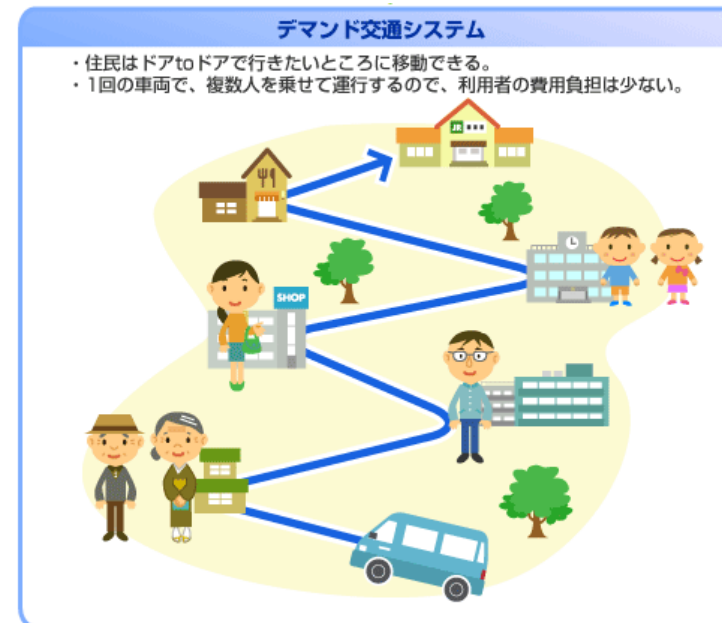 デマンド交通システム
・住民はドアtoドアで行きたいところに移動できる。
・1回の車両で、複数人を乗せて運行するので、利用者の費用負担は少ない。
JR
SHOP